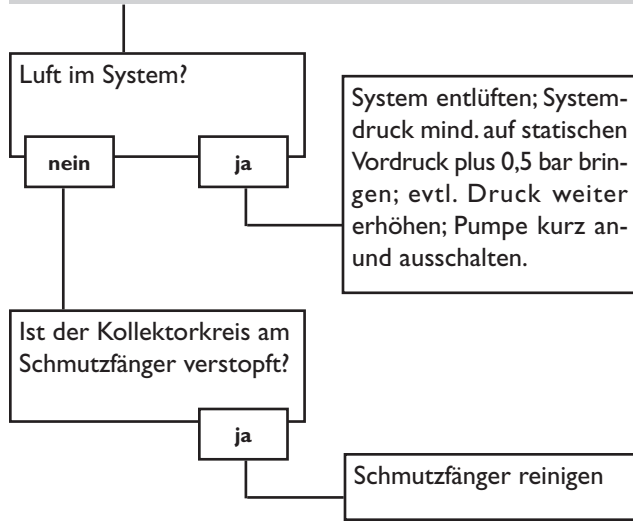 Luft im System?
nein
ja
System entlüften; System-
druck mind. auf statischen
Vordruck plus 0,5 bar brin-
gen; evtl. Druck weiter
erhöhen; Pumpe kurz an-
und ausschalten.
Ist der Kollektorkreis am
Schmutzfänger verstopft?
ja
Schmutzfänger reinigen